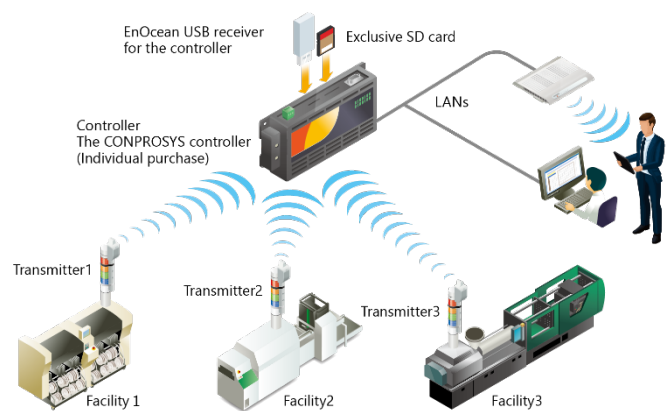 EnOcean USB receiver
for the controller
Exclusive SD card
LANs
Controller
The CONPROSYS controller
(Individual purchase)
Transmitter1
Transmitter2
Transmitter3
Facility 1
Facility2
Facility3